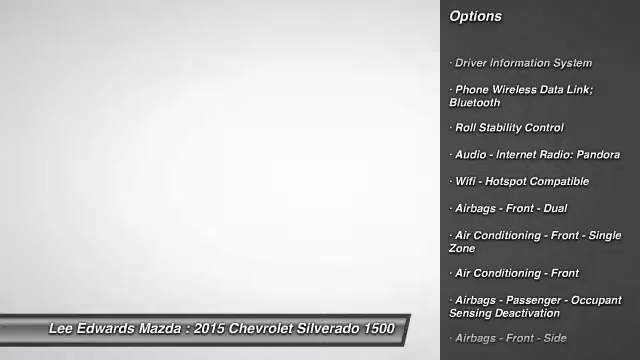 Options
· Driver Information System
· Phone Wireless Data Link;
Bluetooth
· Roll Stability Control
· Audio - Internet Radio: Pandora
· Wifi - Hotspot Compatible
· Airbags - Front - Dual
· Air Conditioning - Front - Single
Zone
· Air Conditioning - Front
· Airbags - Passenger - Occupant
Sensing Deactivation
· Airbags - Front - Side
Lee Edwards Mazda : 2015 Chevrolet Silverado 1500